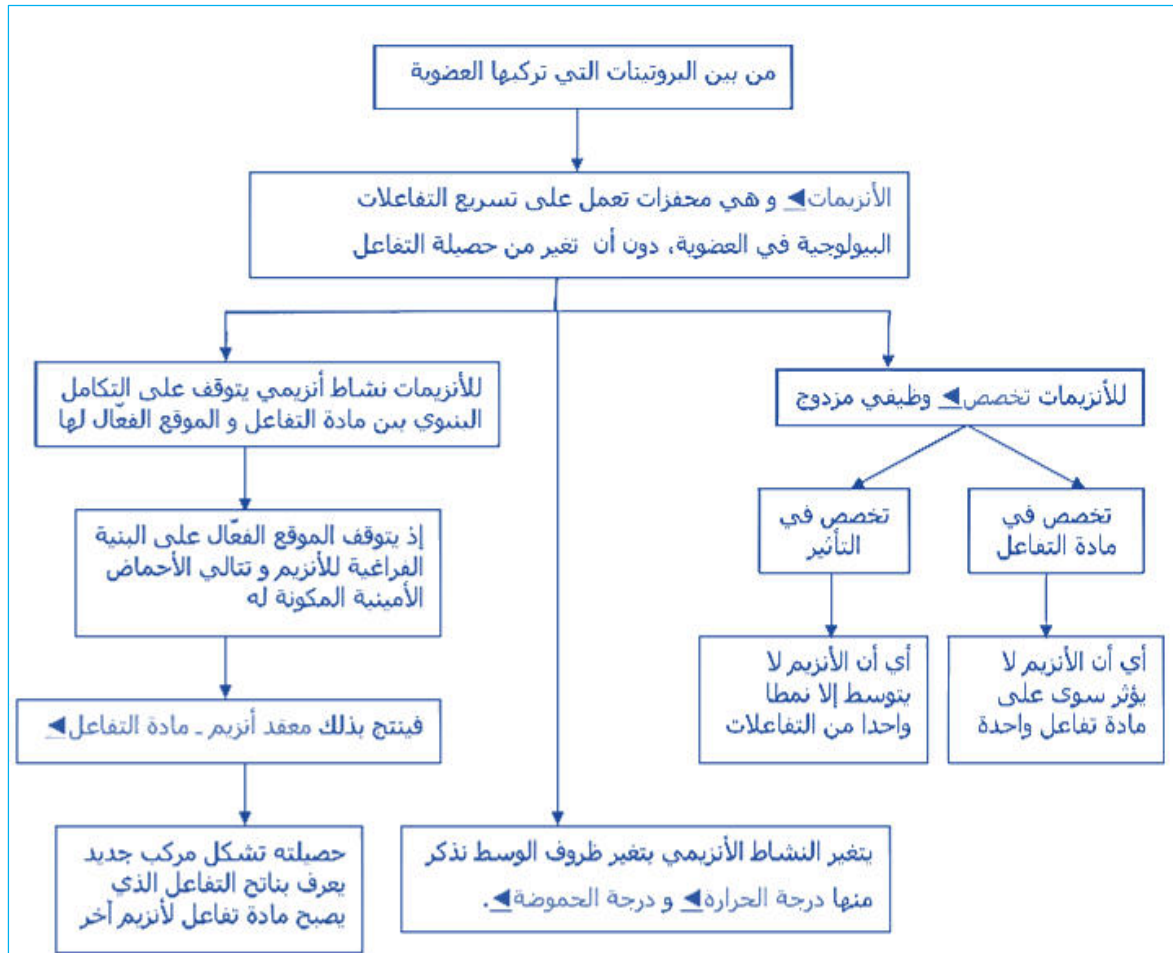 من بين البروتينات التي تركبها العضوية
الأنزيمات◄ و هي محفزات تعمل على تسريع التفاعلات
البيولوجية في العضوية، دون أن تغير من حصيلة التفاعل
للأنزيمات تخصص◄ وظيفي مزدوج
تخصص في
مادة التفاعل
أي أن الأنزيم لا
يؤثر سوى على
مادة تفاعل واحدة
تخصص في
التأثير
أي أن الأنزيم لا
يتوسط إلا نمطا
واحدا من التفاعلات
يتغير النشاط الأنزيمي بتغير ظروف الوسط نذكر
منها درجة الحرارة◄ و درجة الحموضة◄.
للأنزيمات نشاط أنزيمي يتوقف على التكامل
البنيوي بين مادة التفاعل و الموقع الفعّال لها
إذ يتوقف الموقع الفعّال على البنية
الفراغية للأنزيم و تتالي الأحماض
الأمينية المكونة له
فينتج بذلك معقد أنزيم ـ مادة التفاعل◄
حصيلته تشكل مركب جديد
يعرف بناتج التفاعل الذي
يصبح مادة تفاعل لأنزيم آخر